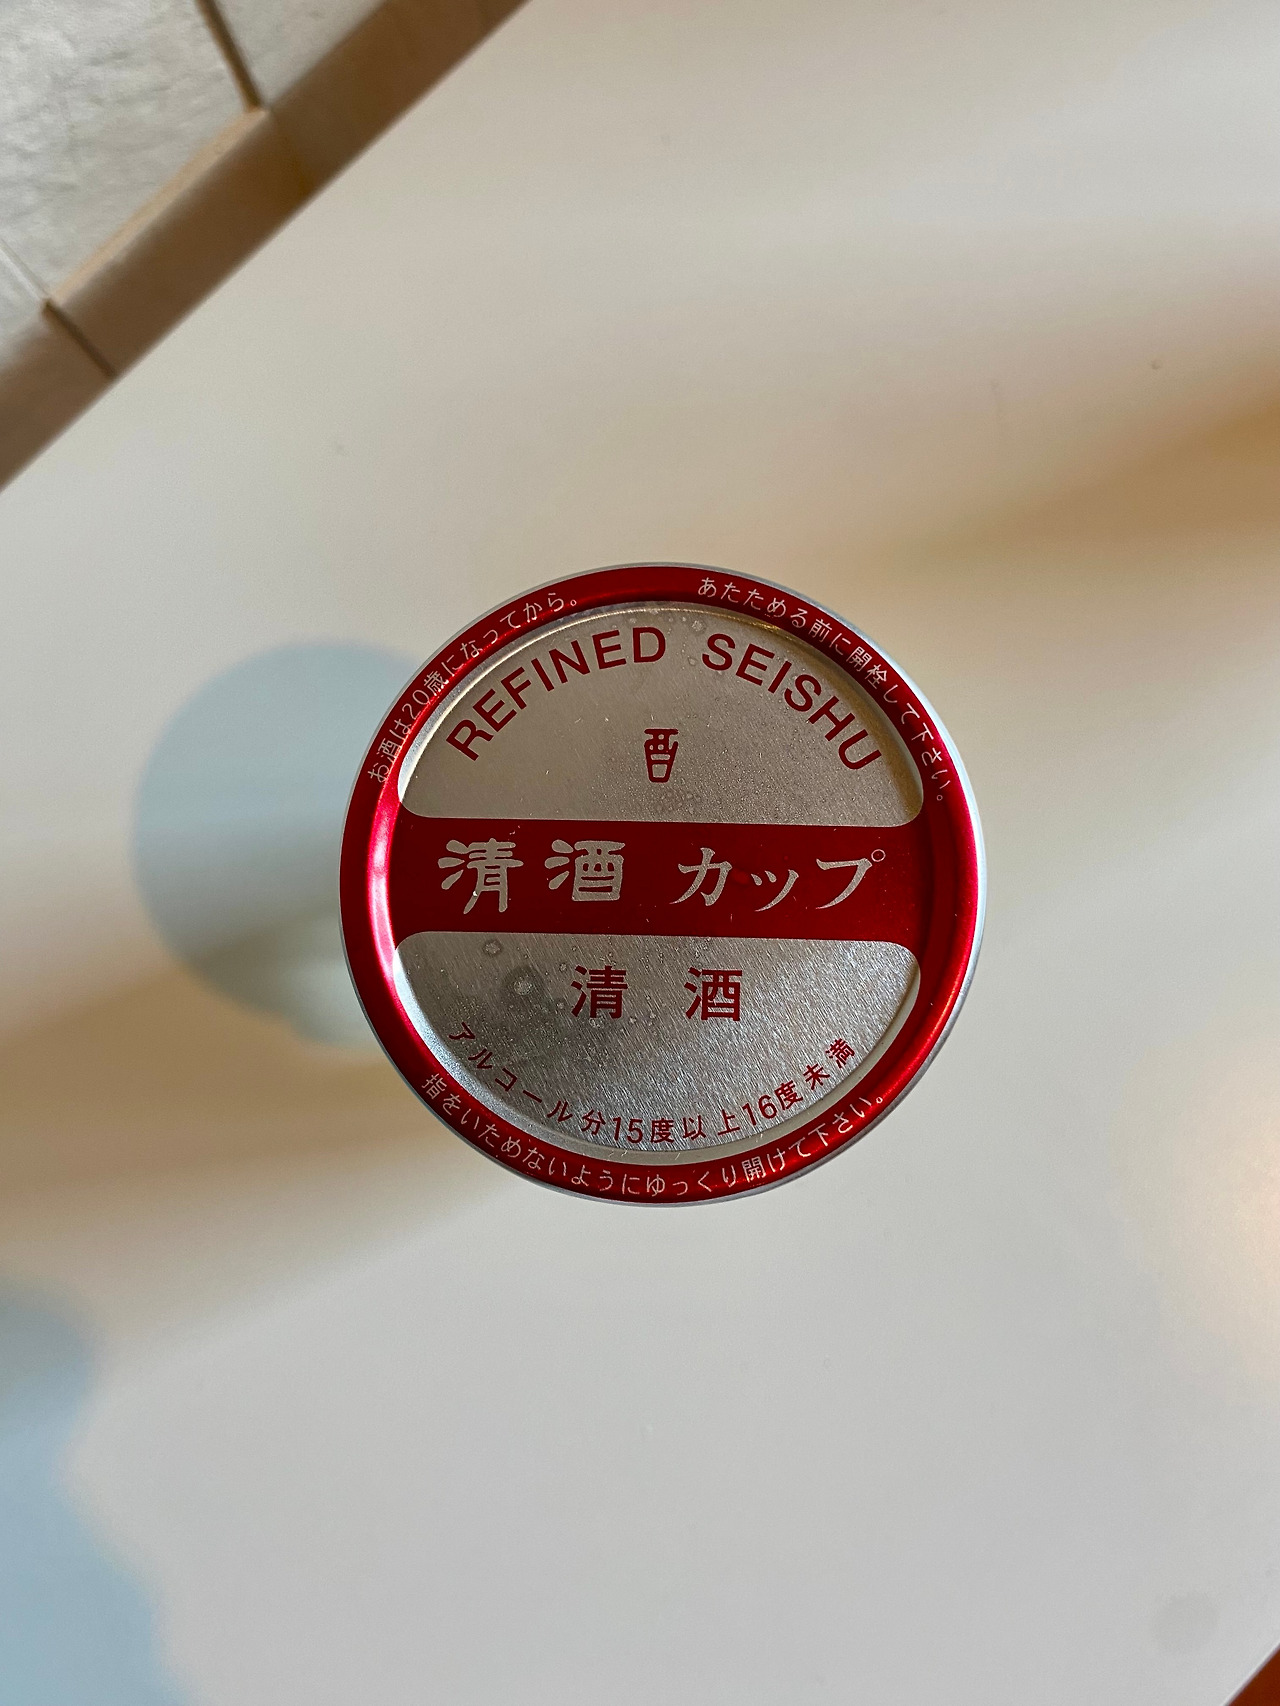 お酒は20歳になってから。
あたためる前に開栓して下さい。
REFINED SEISHU
酉
清酒 カップ
清酒
アルコール分15度以上16度未満
指をいためないようにゆっくり開けて下さい。